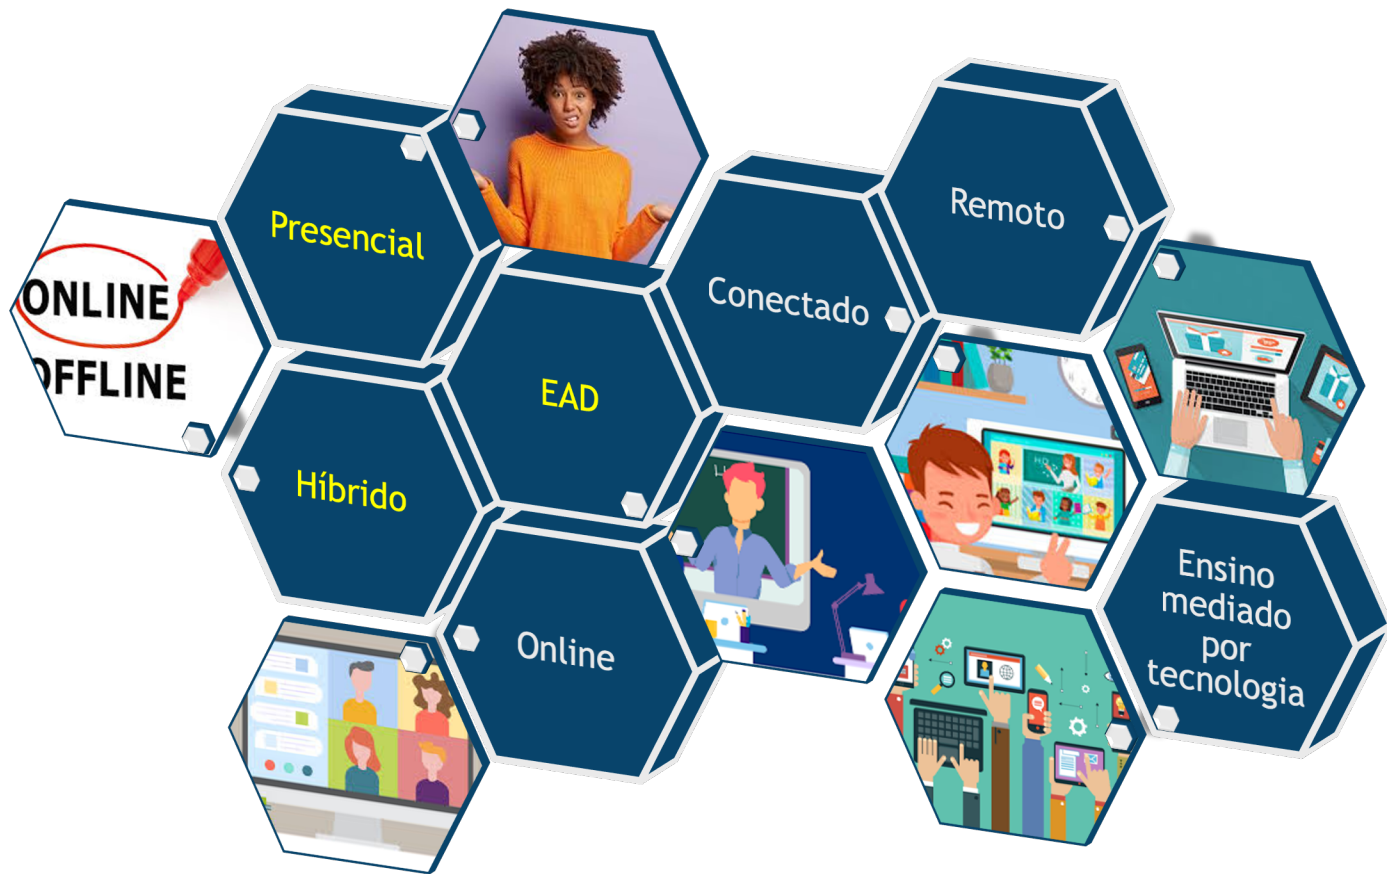 Remoto
Presencial
Conectado
ONLINE
OFFLINE
EAD
Híbrido
Ensino
mediado
por
tecnologia
Online